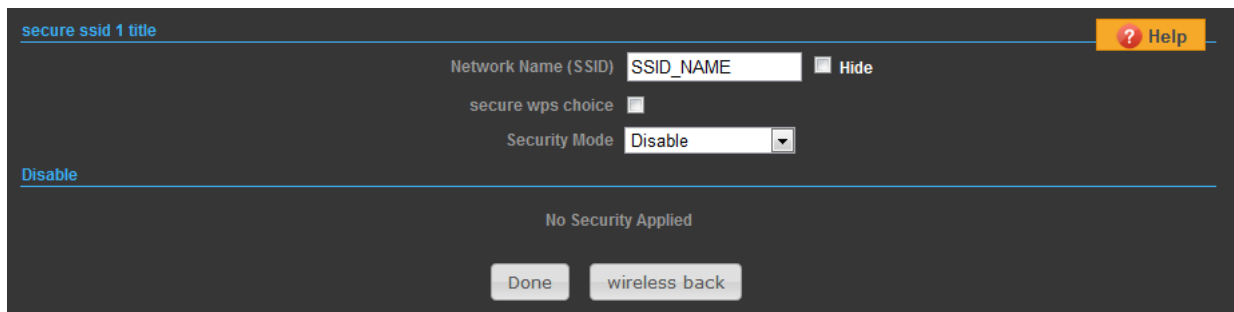 secure ssid 1 title
? Help
Network Name (SSID) SSID_NAME Hide
secure wps choice
Security Mode Disable
Disable
No Security Applied
Done wireless back